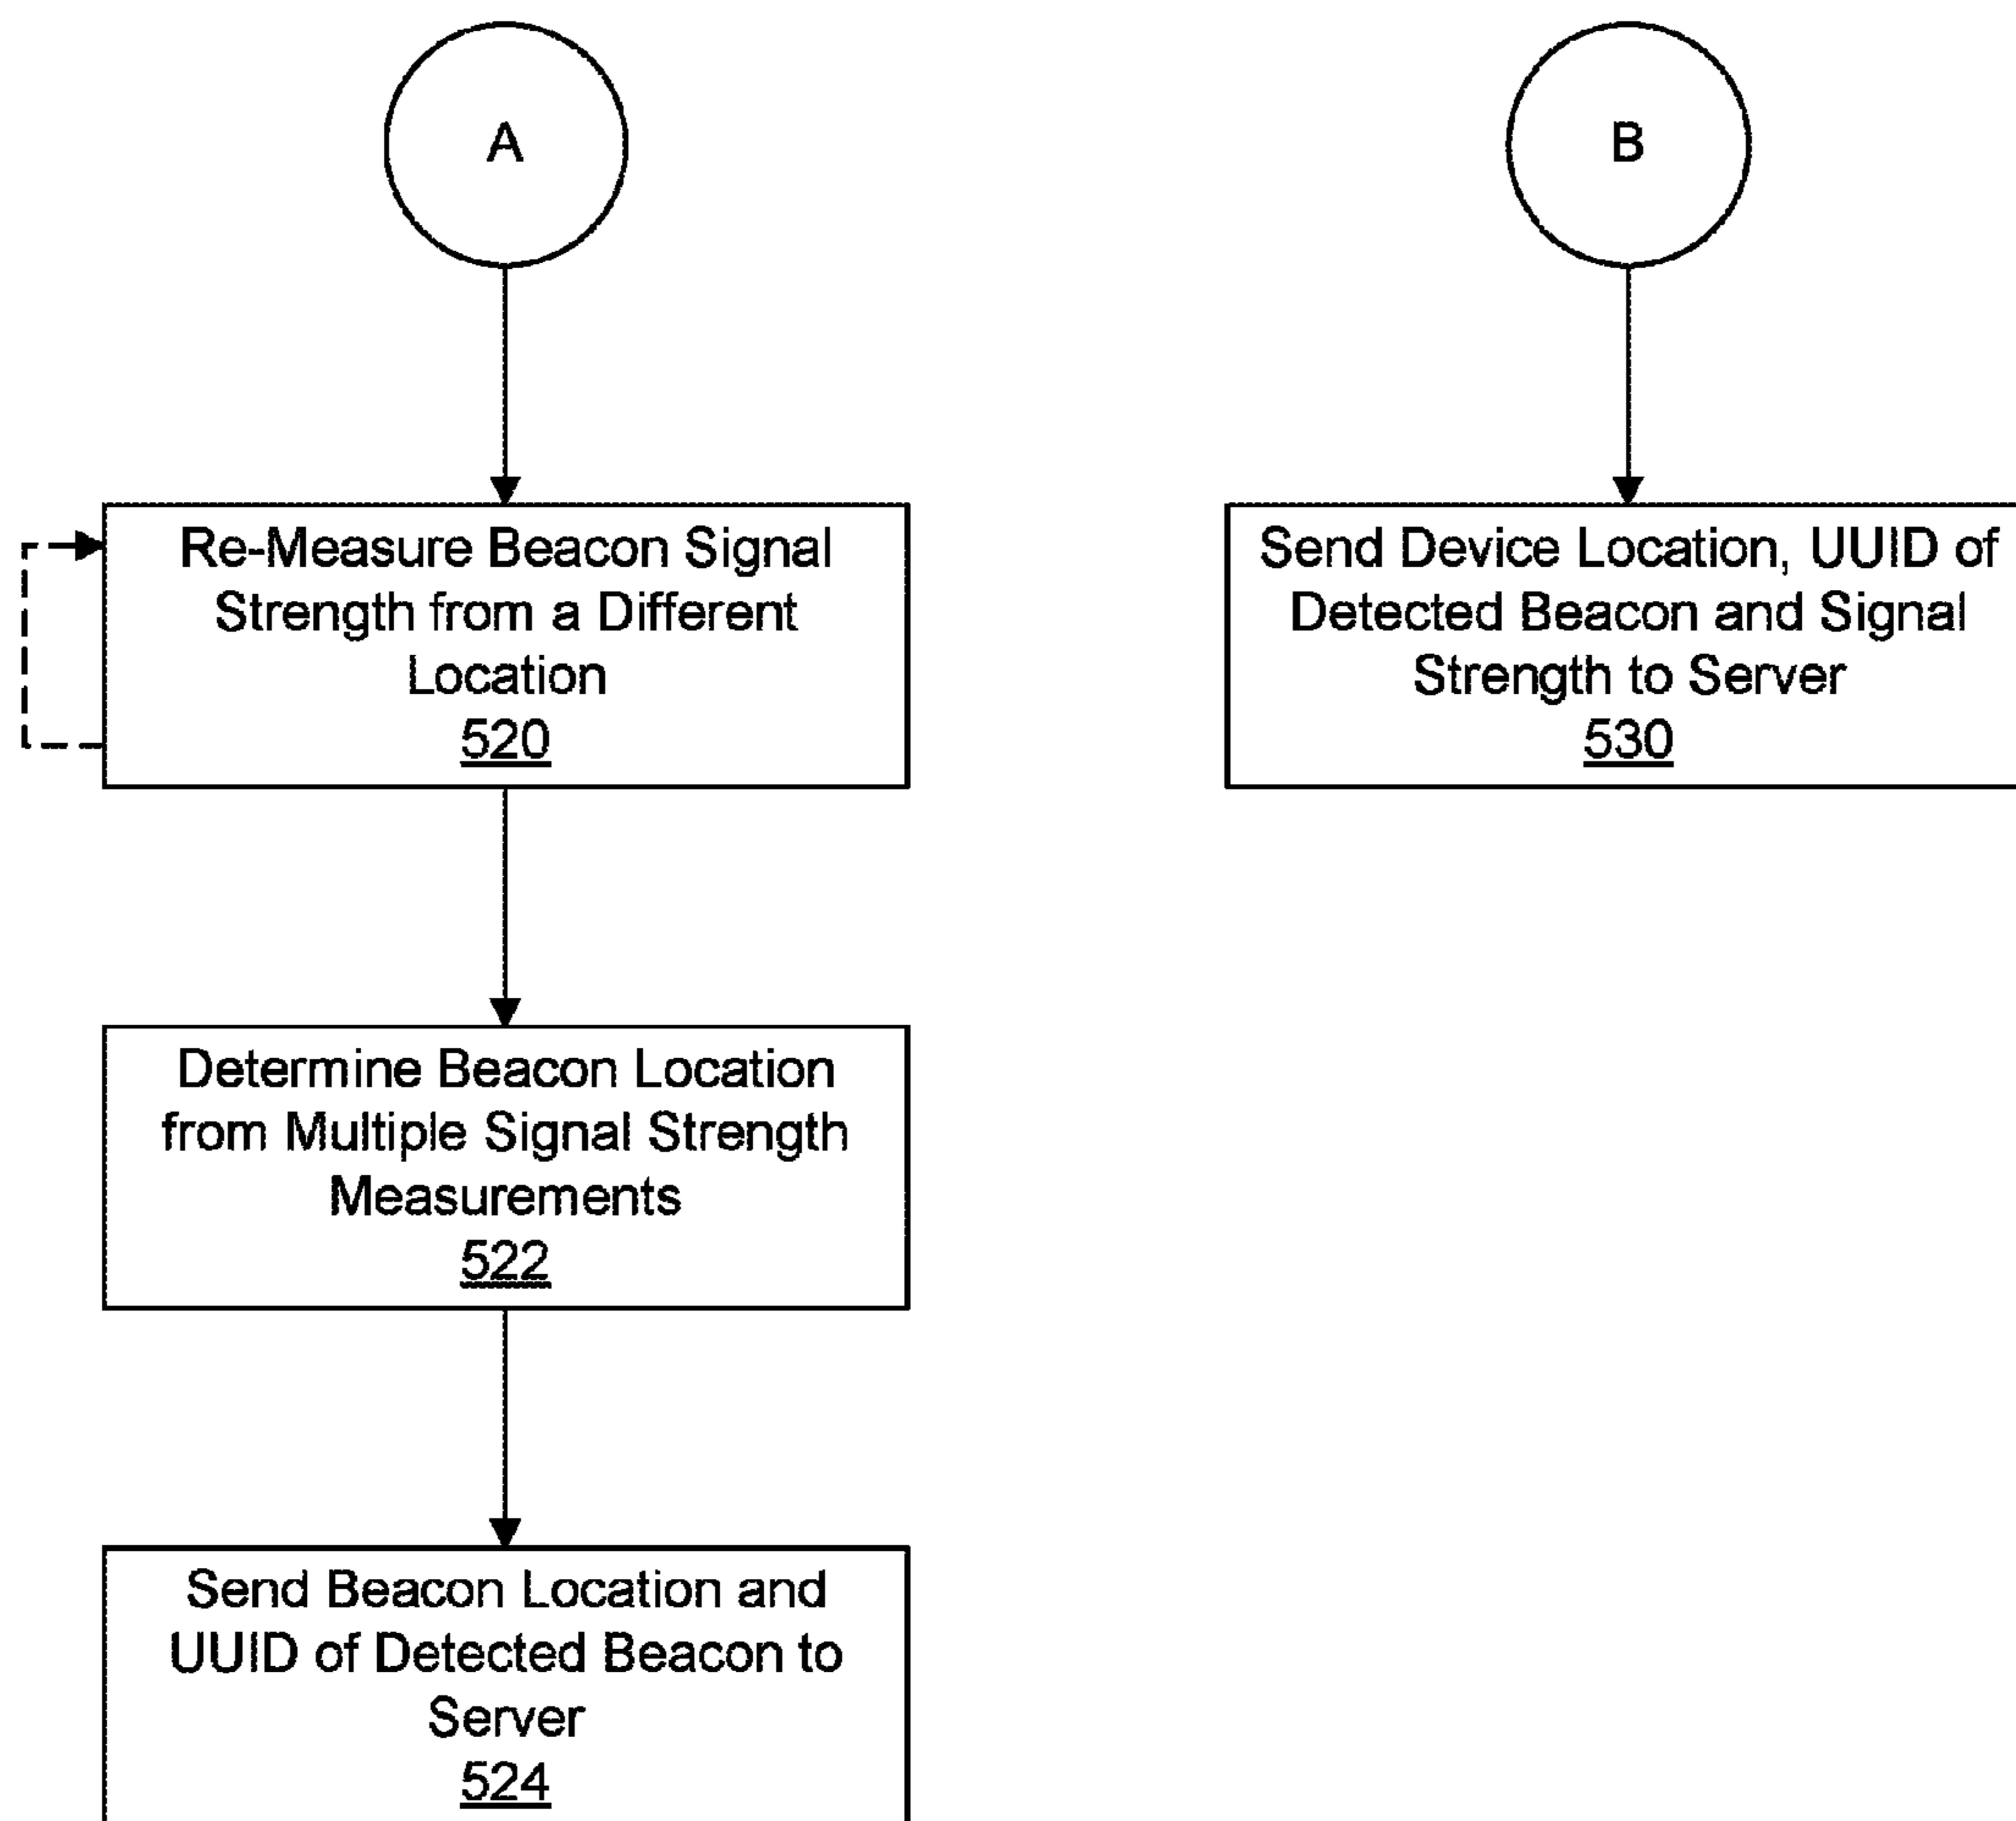 A
Re-Measure Beacon Signal
Strength from a Different
Location
520
Determine Beacon Location
from Multiple Signal Strength
Measurements
522
Send Beacon Location and
UUID of Detected Beacon to
Server
524
B
Send Device Location, UUID of
Detected Beacon and Signal
Strength to Server
530